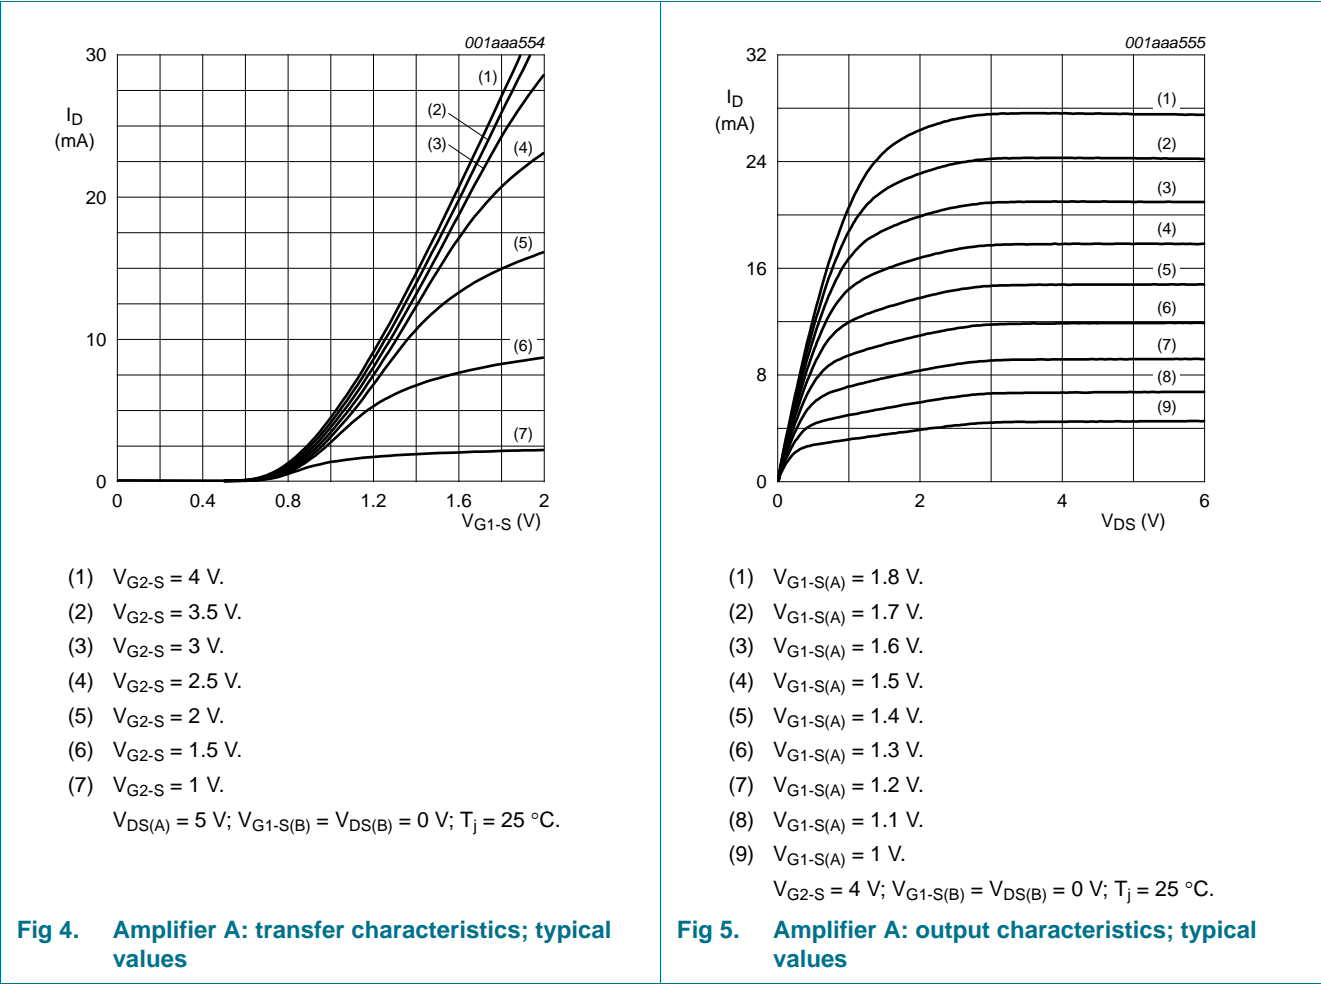 001aaa554
30
I_D
(mA)
20
10
0
(1)
(2)
(3)
(4)
(5)
(6)
(7)
0 0.4 0.8 1.2 1.6 2
V_G1-S (V)
(1) V_G2-S = 4 V.
(2) V_G2-S = 3.5 V.
(3) V_G2-S = 3 V.
(4) V_G2-S = 2.5 V.
(5) V_G2-S = 2 V.
(6) V_G2-S = 1.5 V.
(7) V_G2-S = 1 V.
V_DS(A) = 5 V; V_G1-S(B) = V_DS(B) = 0 V; T_j = 25 °C.
Fig 4. Amplifier A: transfer characteristics; typical
values
001aaa555
32
I_D
(mA)
24
16
8
0
(1)
(2)
(3)
(4)
(5)
(6)
(7)
(8)
(9)
0 2 4 6
V_DS (V)
(1) V_G1-S(A) = 1.8 V.
(2) V_G1-S(A) = 1.7 V.
(3) V_G1-S(A) = 1.6 V.
(4) V_G1-S(A) = 1.5 V.
(5) V_G1-S(A) = 1.4 V.
(6) V_G1-S(A) = 1.3 V.
(7) V_G1-S(A) = 1.2 V.
(8) V_G1-S(A) = 1.1 V.
(9) V_G1-S(A) = 1 V.
V_G2-S = 4 V; V_G1-S(B) = V_DS(B) = 0 V; T_j = 25 °C.
Fig 5. Amplifier A: output characteristics; typical
values